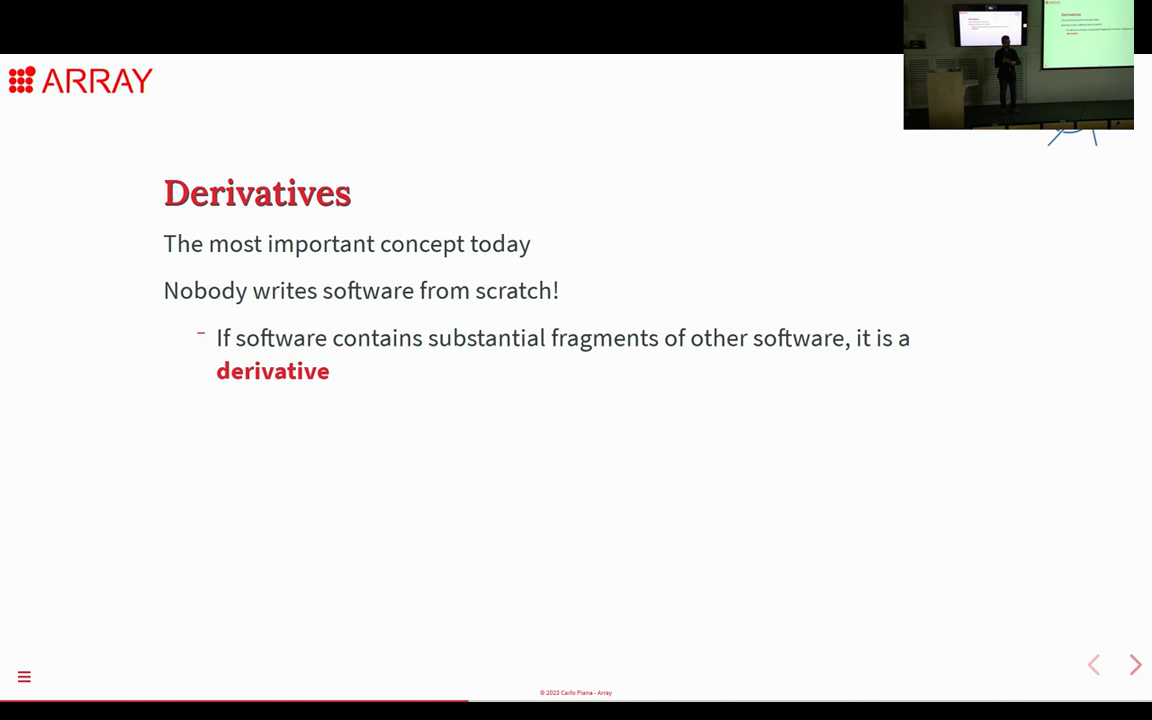 ARRAY
Derivatives
The most important concept today
Nobody writes software from scratch!
If software contains substantial fragments of other software, it is a
derivative
© 2023 Carlo Piana - Array